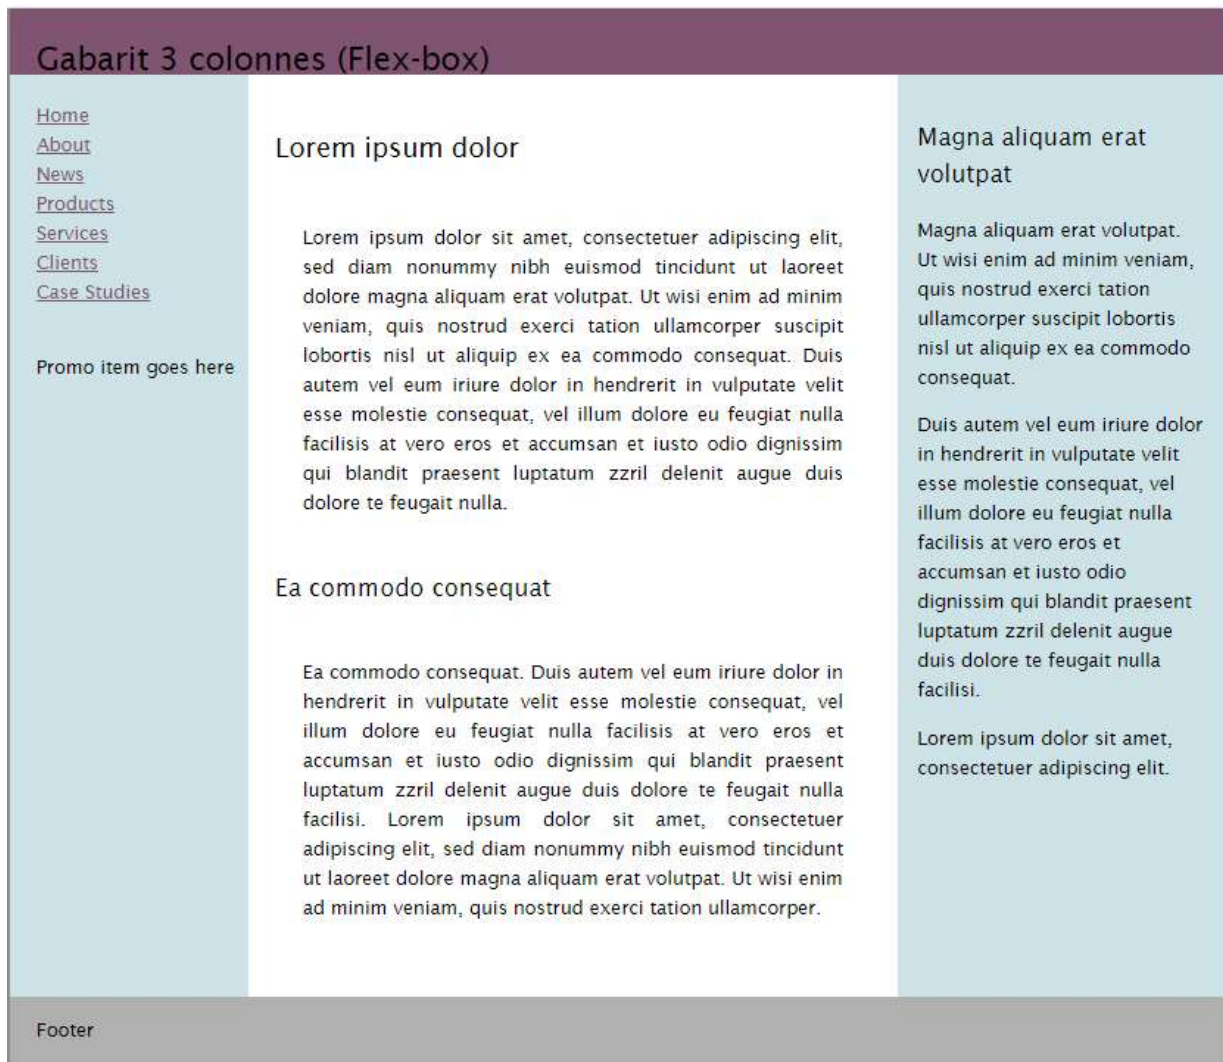 Gabarit 3 colonnes (Flex-box)
Home
About
News
Products
Services
Clients
Case Studies
Promo item goes here
Lorem ipsum dolor
Lorem ipsum dolor sit amet, consectetuer adipiscing elit,
sed diam nonummy nibh euismod tincidunt ut laoreet
dolore magna aliquam erat volutpat. Ut wisi enim ad minim
veniam, quis nostrud exerci tation ullamcorper suscipit
lobortis nisl ut aliquip ex ea commodo consequat. Duis
autem vel eum iriure dolor in hendrerit in vulputate velit
esse molestie consequat, vel illum dolore eu feugiat nulla
facilisis at vero eros et accumsan et iusto odio dignissim
qui blandit praesent luptatum zzril delenit augue duis
dolore te feugait nulla.
Ea commodo consequat
Ea commodo consequat. Duis autem vel eum iriure dolor in
hendrerit in vulputate velit esse molestie consequat, vel
illum dolore eu feugiat nulla facilisis at vero eros et
accumsan et iusto odio dignissim qui blandit praesent
luptatum zzril delenit augue duis dolore te feugait nulla
facilisi. Lorem ipsum dolor sit amet, consectetuer
adipiscing elit, sed diam nonummy nibh euismod tincidunt
ut laoreet dolore magna aliquam erat volutpat. Ut wisi enim
ad minim veniam, quis nostrud exerci tation ullamcorper.
Magna aliquam erat
volutpat
Magna aliquam erat volutpat.
Ut wisi enim ad minim veniam,
quis nostrud exerci tation
ullamcorper suscipit lobortis
nisl ut aliquip ex ea commodo
consequat.
Duis autem vel eum iriure dolor
in hendrerit in vulputate velit
esse molestie consequat, vel
illum dolore eu feugiat nulla
facilisis at vero eros et
accumsan et iusto odio
dignissim qui blandit praesent
luptatum zzril delenit augue
duis dolore te feugait nulla
facilisi.
Lorem ipsum dolor sit amet,
consectetuer adipiscing elit.
Footer